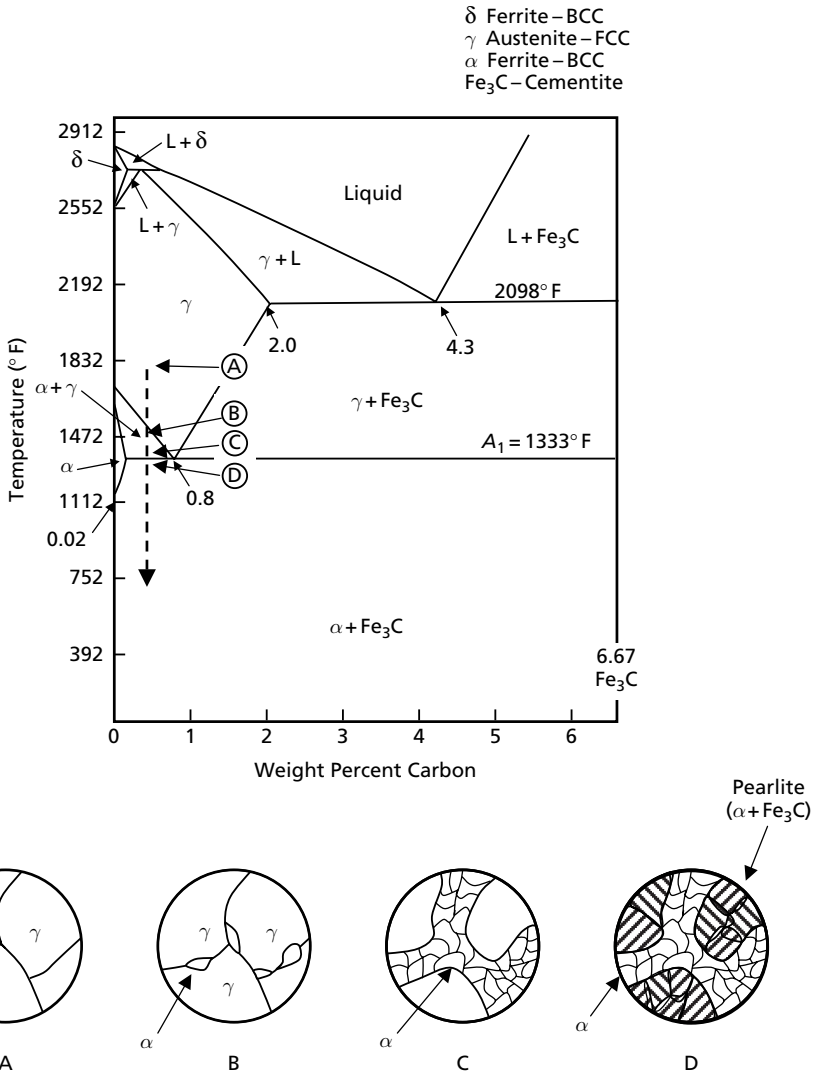 δ Ferrite–BCC
γ Austenite–FCC
α Ferrite–BCC
Fe₃C–Cementite
2912
L+δ
δ
2552
Liquid
L+γ
L+Fe₃C
γ+L
2192
2098°F
γ
2.0
4.3
1832
A
α+γ
γ+Fe₃C
B
1472
C
A₁=1333°F
α
D
0.8
1112
0.02
752
α+Fe₃C
392
6.67
Fe₃C
Temperature (°F)
0 1 2 3 4 5 6
Weight Percent Carbon
Pearlite
(α+Fe₃C)
γ
γ
γ
γ
α
α
α
A
B
C
D